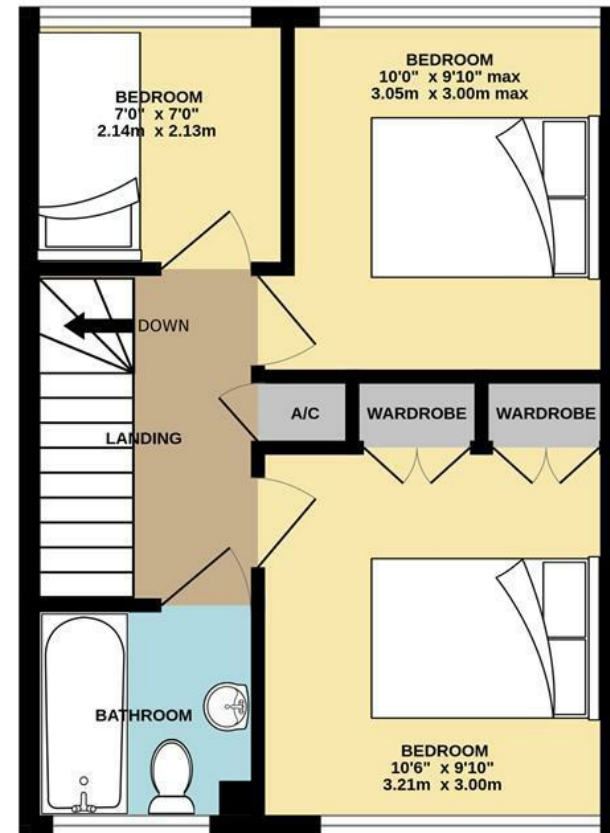 BEDROOM
7'0" x 7'0"
2.14m x 2.13m
BEDROOM
10'0" x 9'10" max
3.05m x 3.00m max
DOWN
LANDING
A/C
WARDROBE
WARDROBE
BATHROOM
BEDROOM
10'6" x 9'10"
3.21m x 3.00m